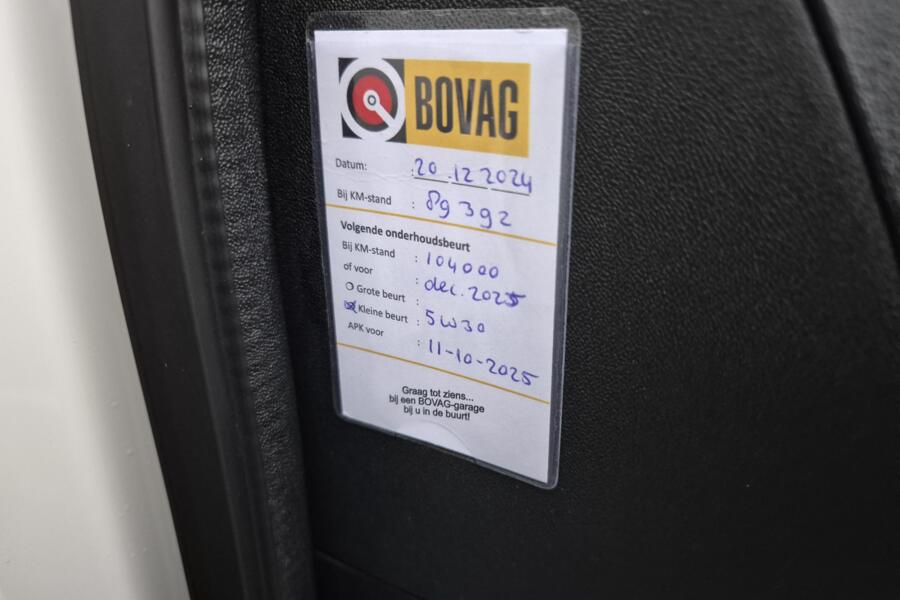 BOVAG
Datum: : 20.12.2024
Bij KM-stand : 89392
Volgende onderhoudsbeurt
Bij KM-stand : 104000
of voor : dec. 2025
Grote beurt :
Kleine beurt : 5W30
APK voor : 11-10-2025
Graag tot ziens...
bij een BOVAG-garage
bij u in de buurt!